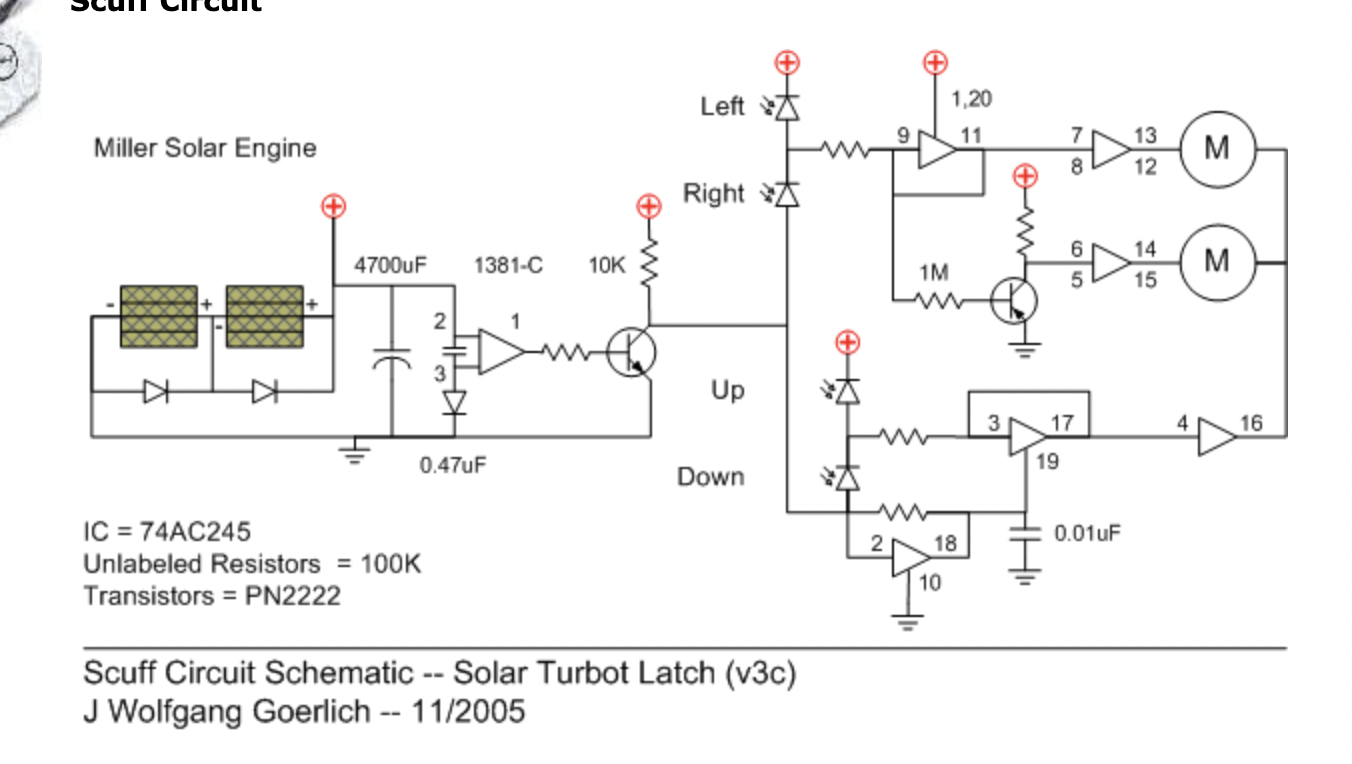 Scuff Circuit
Miller Solar Engine
4700uF
1381-C
10K
- + - +
2
1
3
0.47uF
Left
Right
1,20
9
11
7
13
8
12
M
6
14
5
15
M
1M
Up
Down
3
17
19
4
16
2
18
10
0.01uF
IC = 74AC245
Unlabeled Resistors = 100K
Transistors = PN2222
Scuff Circuit Schematic -- Solar Turbot Latch (v3c)
J Wolfgang Goerlich -- 11/2005